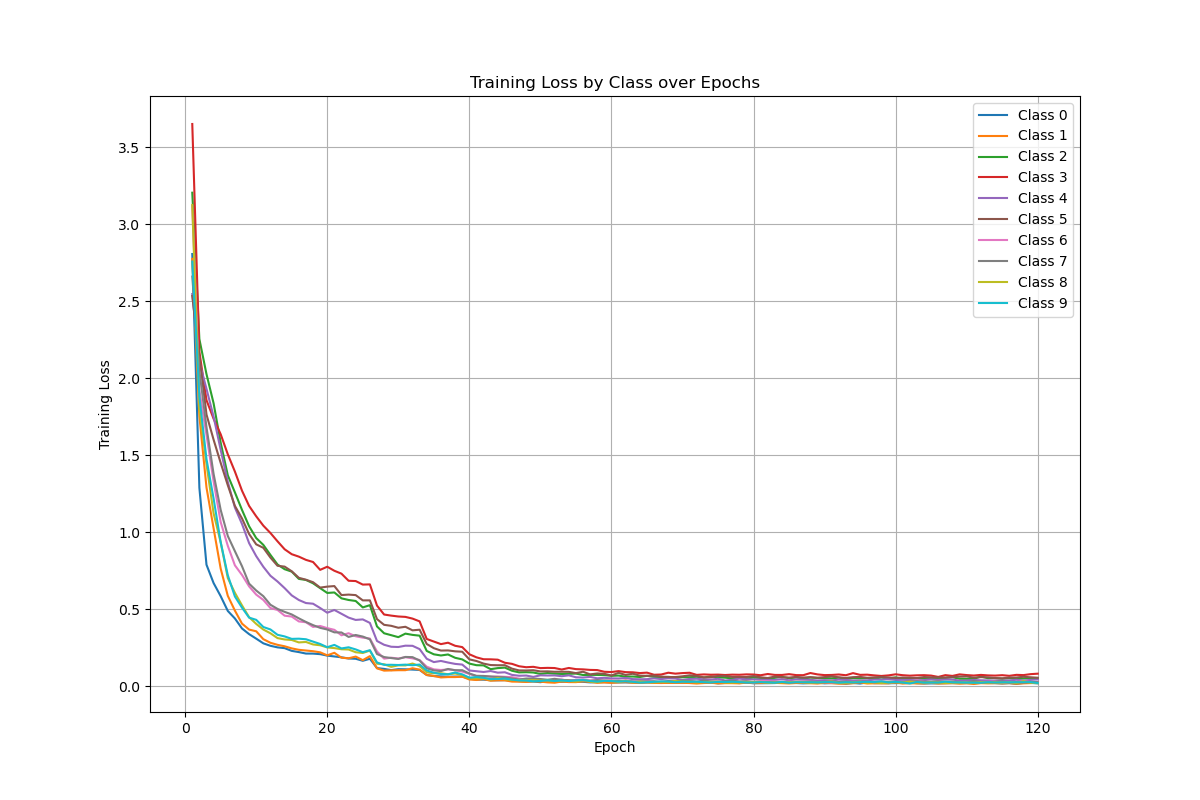 Training Loss by Class over Epochs
Training Loss
3.5
3.0
2.5
2.0
1.5
1.0
0.5
0.0
0
20
40
60
80
100
120
Epoch
Class 0
Class 1
Class 2
Class 3
Class 4
Class 5
Class 6
Class 7
Class 8
Class 9